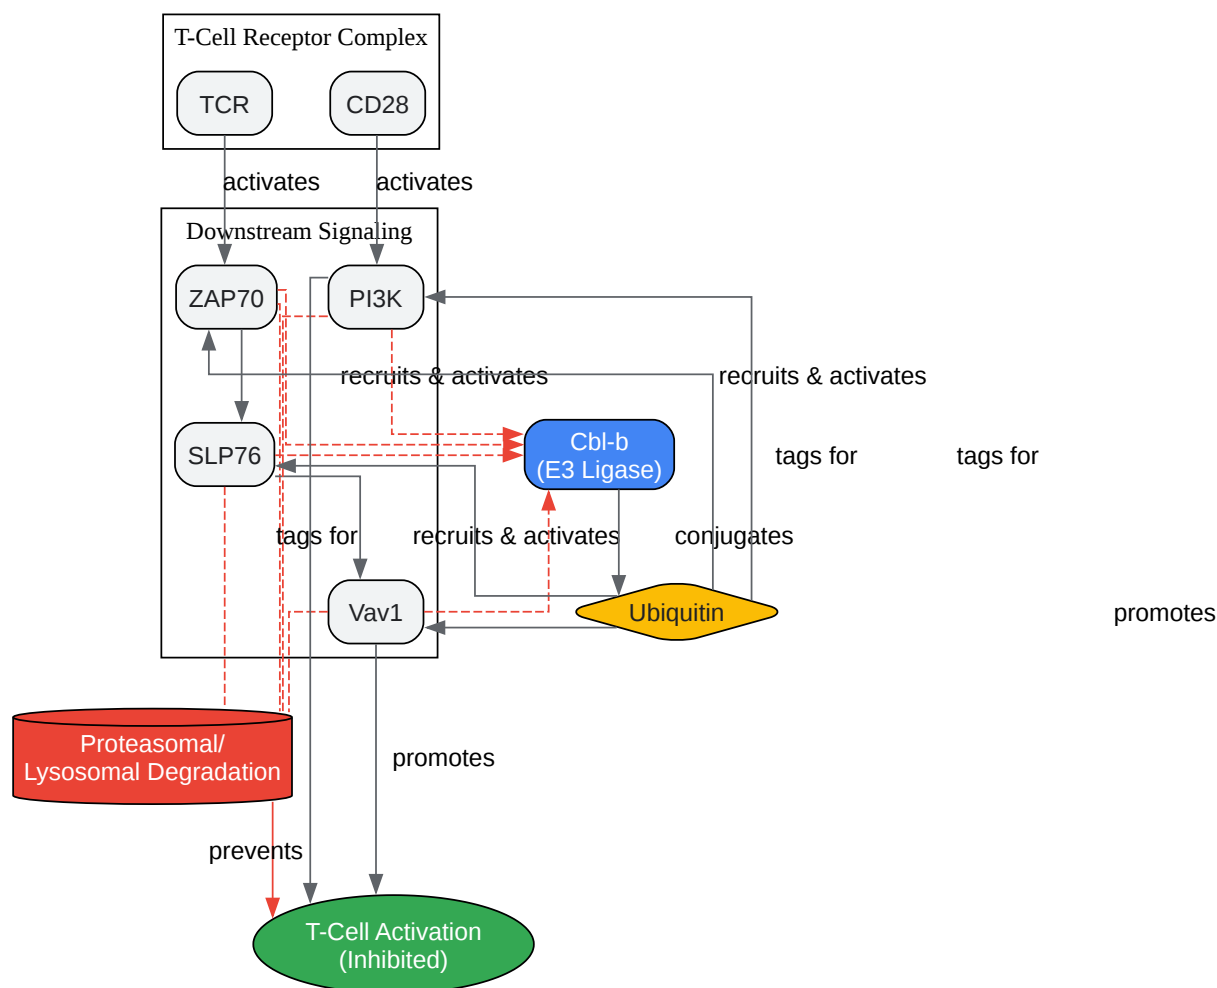 T-Cell Receptor Complex
TCR
CD28
activates
activates
Downstream Signaling
ZAP70
PI3K
recruits & activates
recruits & activates
SLP76
Cbl-b
(E3 Ligase)
tags for
tags for
tags for
recruits & activates
conjugates
Vav1
Ubiquitin
promotes
Proteasomal/
Lysosomal Degradation
promotes
prevents
T-Cell Activation
(Inhibited)